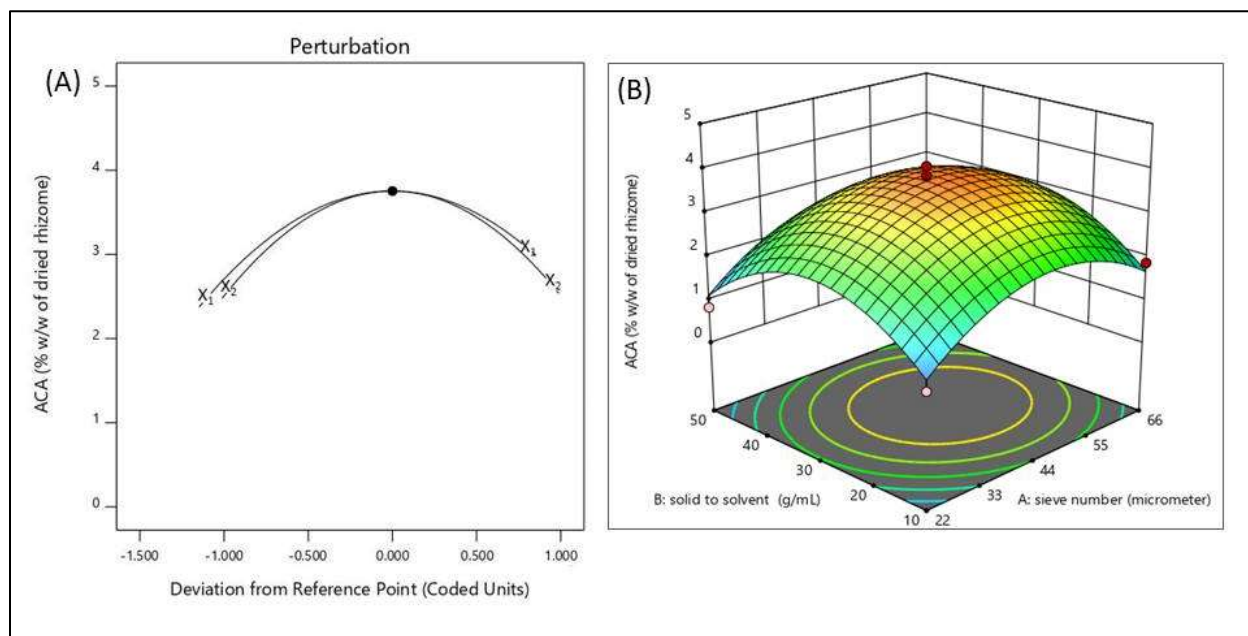 Perturbation
(A)
5
4
3
2
1
0
ACA (% w/w of dried rhizome)
X₁
X₂
X₁
X₂
-1.500
-1.000
-0.500
0.000
0.500
1.000
Deviation from Reference Point (Coded Units)
(B)
5
4
3
2
1
0
ACA (% w/w of dried rhizome)
50
40
30
20
10
B: solid to solvent (g/mL)
22
33
44
55
66
A: sieve number (micrometer)